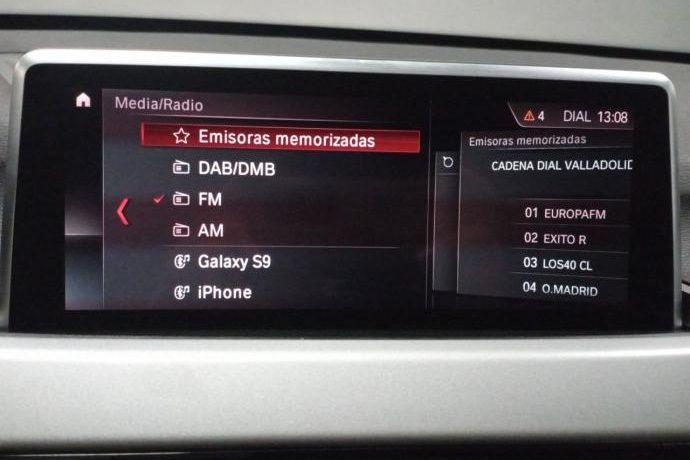 Media/Radio
4 DIAL 13:08
Emisoras memorizadas
DAB/DMB
FM
AM
Galaxy S9
iPhone
Emisoras memorizadas
CADENA DIAL VALLADOLID
01 EUROPAFM
02 EXITO R
03 LOS40 CL
04 O.MADRID